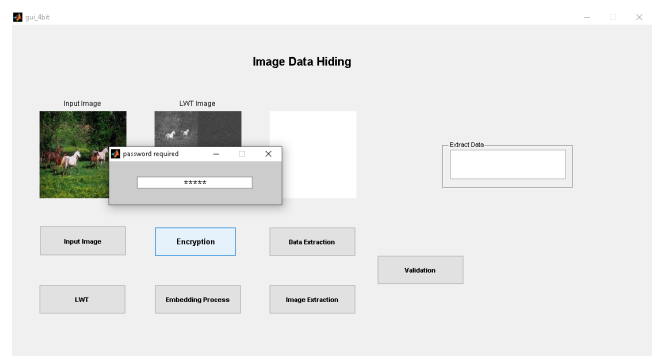 gui_4bit
Image Data Hiding
Input Image
LWT Image
password required
*****
Extract Data
Input Image
Encryption
Data Extraction
Validation
LWT
Embedding Process
Image Extraction